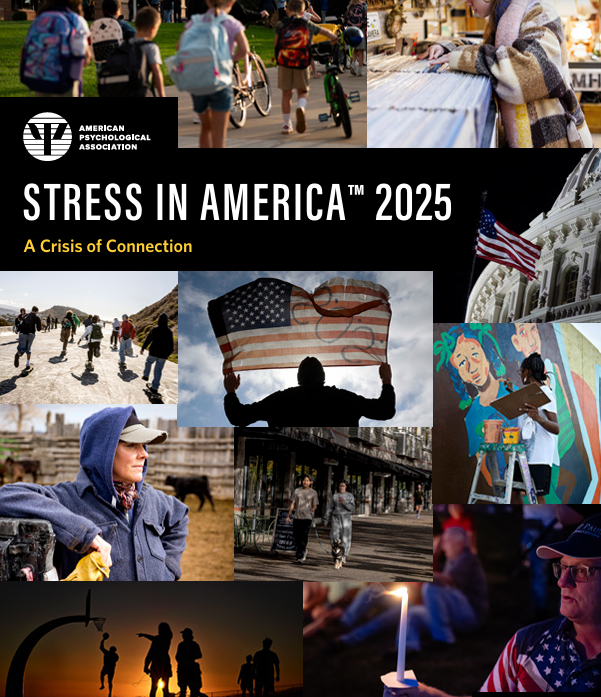 AMERICAN
PSYCHOLOGICAL
ASSOCIATION
STRESS IN AMERICA™ 2025
A Crisis of Connection